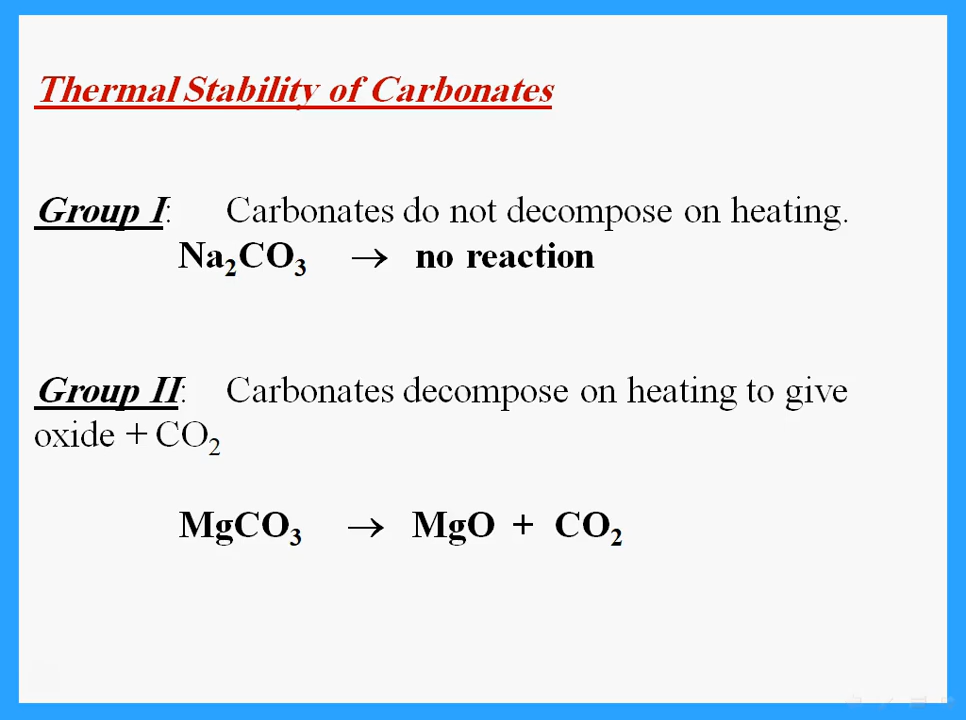 Thermal Stability of Carbonates
Group I: Carbonates do not decompose on heating.
Na₂CO₃ → no reaction
Group II: Carbonates decompose on heating to give
oxide + CO₂
MgCO₃ → MgO + CO₂